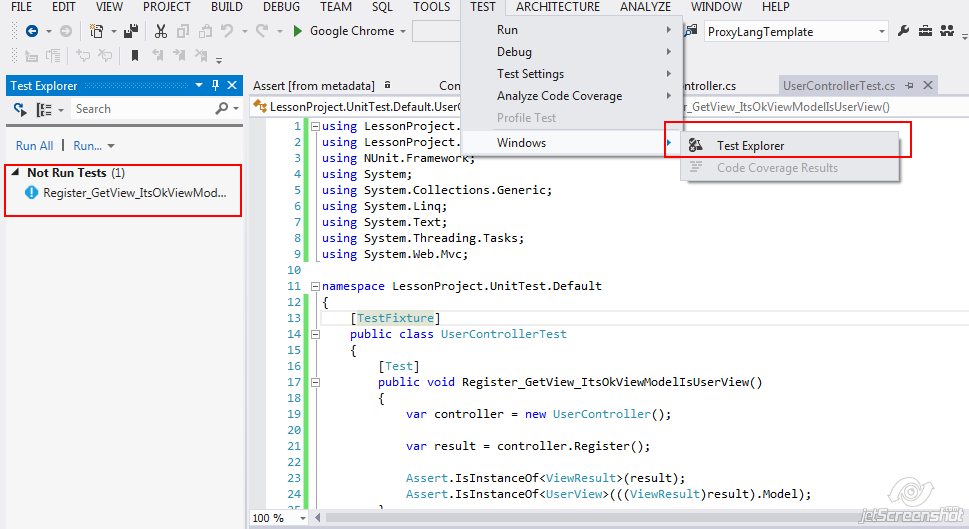 FILE EDIT VIEW PROJECT BUILD DEBUG TEAM SQL TOOLS TEST ARCHITECTURE ANALYZE WINDOW HELP
Google Chrome
ProxyLangTemplate
Run
Debug
Test Settings
Analyze Code Coverage
Profile Test
Windows
Test Explorer
Code Coverage Results
Test Explorer
Search
Run All | Run...
Not Run Tests (1)
Register_GetView_ItsOkViewMod...
Assert [from metadata]
Con
ontroller.cs
UserControllerTest.cs
LessonProject.UnitTest.Default.UserC
er_GetView_ItsOkViewModelIsUserView()
1 using LessonProject.
2 using LessonProject.
3 using NUnit.Framework;
4 using System;
5 using System.Collections.Generic;
6 using System.Linq;
7 using System.Text;
8 using System.Threading.Tasks;
9 using System.Web.Mvc;
10
11 namespace LessonProject.UnitTest.Default
12 {
13 [TestFixture]
14 public class UserControllerTest
15 {
16 [Test]
17 public void Register_GetView_ItsOkViewModelIsUserView()
18 {
19 var controller = new UserController();
20
21 var result = controller.Register();
22
23 Assert.IsInstanceOf<ViewResult>(result);
24 Assert.IsInstanceOf<UserView>(((ViewResult)result).Model);
100 %
jetScreenshot.com